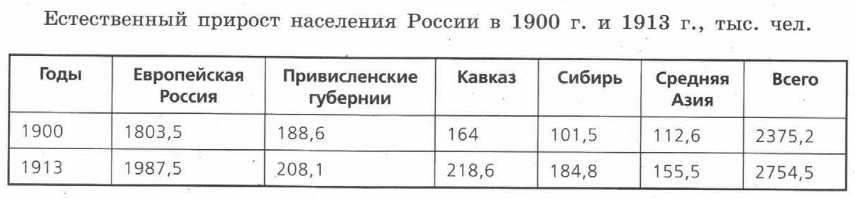 Естественный прирост населения России в 1900 г. и 1913 г., тыс. чел.
Годы Европейская Россия Привисленские губернии Кавказ Сибирь Средняя Азия Всего
1900 1803,5 188,6 164 101,5 112,6 2375,2
1913 1987,5 208,1 218,6 184,8 155,5 2754,5